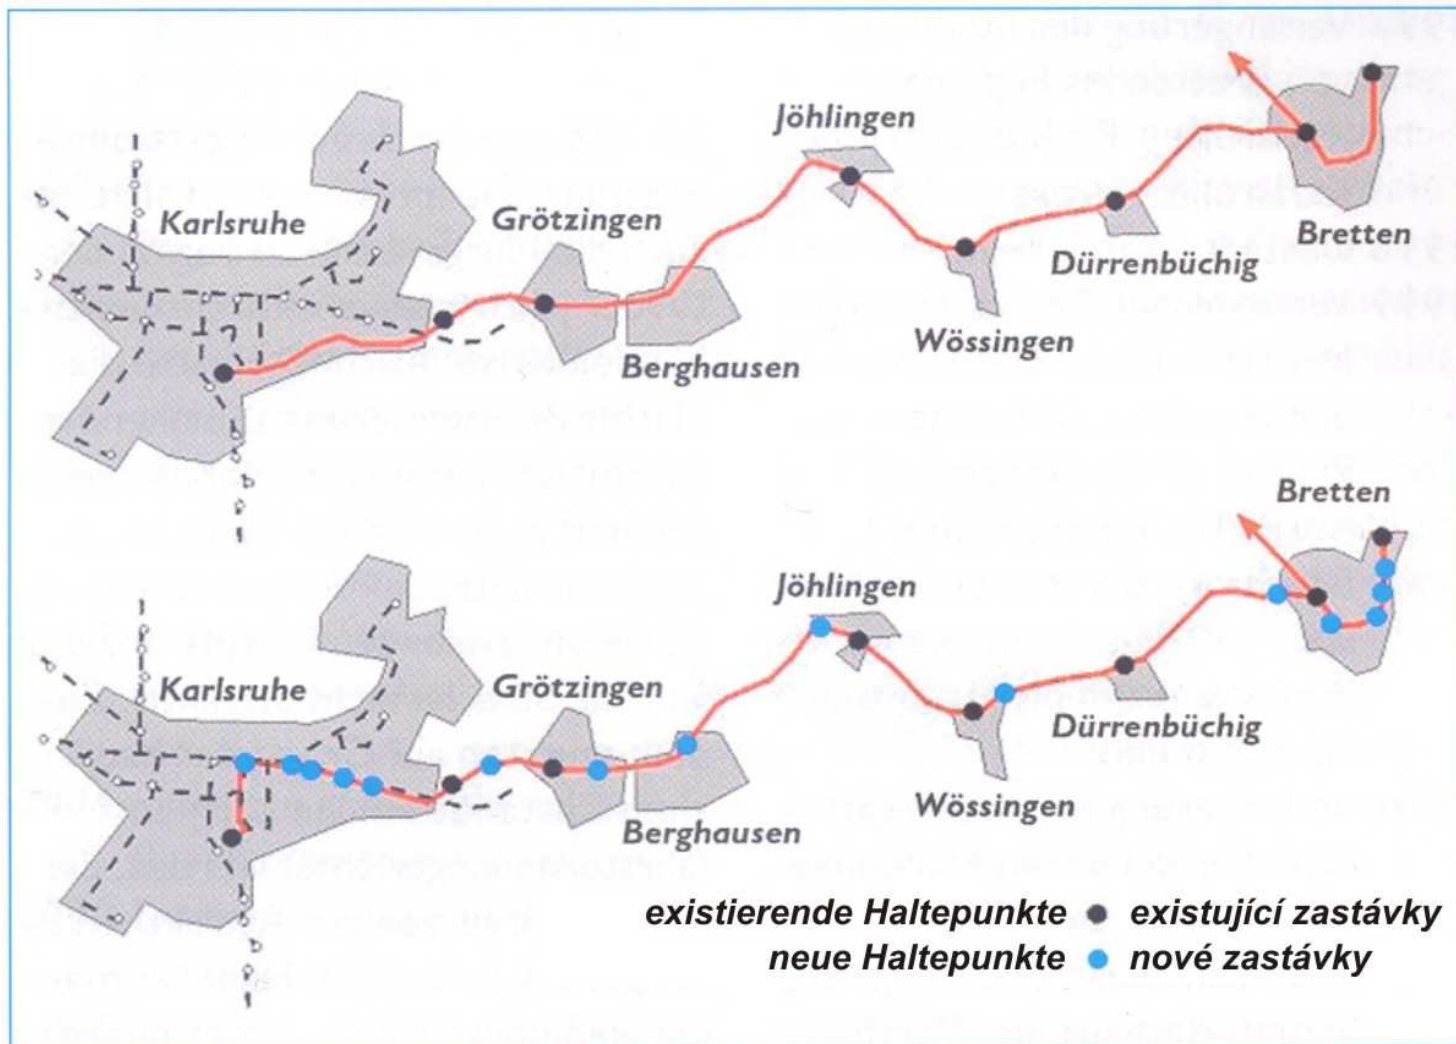 Jöhlingen
Karlsruhe
Grötzingen
Bretten
Dürrenbüchig
Wössingen
Berghausen
Bretten
Jöhlingen
Karlsruhe
Grötzingen
Dürrenbüchig
Wössingen
Berghausen
existierende Haltepunkte existující zastávky
neue Haltepunkte nové zastávky